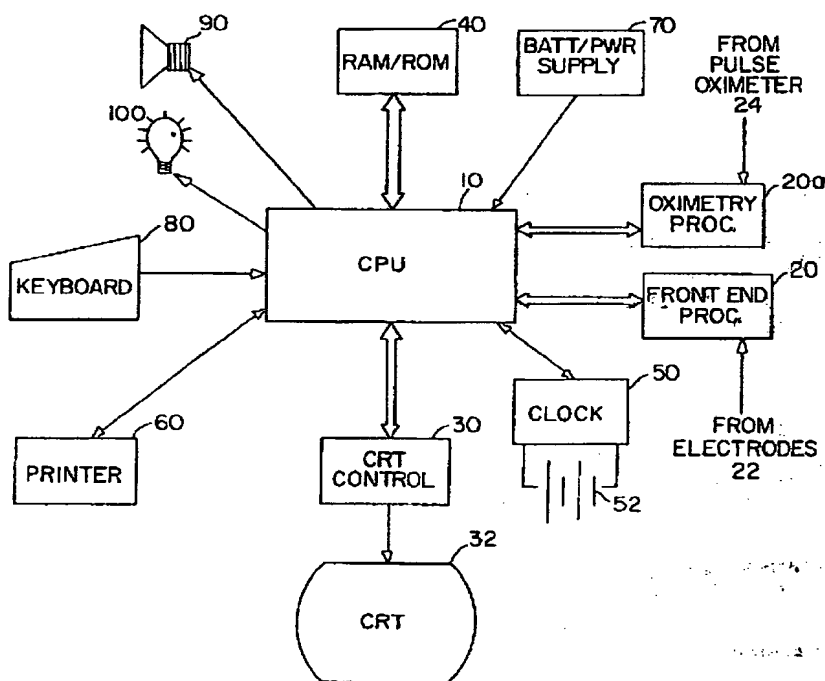 90
40
RAM/ROM
70
BATT/PWR
SUPPLY
FROM
PULSE
OXIMETER
24
100
10
CPU
20a
OXIMETRY
PROC.
80
KEYBOARD
20
FRONT END
PROC.
60
PRINTER
30
CRT
CONTROL
50
CLOCK
52
FROM
ELECTRODES
22
32
CRT